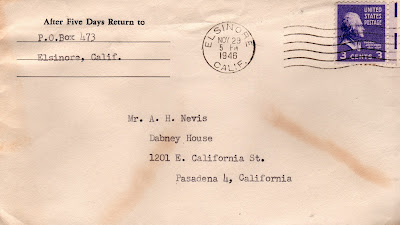 After Five Days Return to
P.O.Box 473
Elsinore, Calif.
ELSINORE
NOV 29
5 PM
1946
CALIF.
UNITED STATES
POSTAGE
3 CENTS 3
Mr. A. H. Nevis
Dabney House
1201 E. California St.
Pasadena 4, California